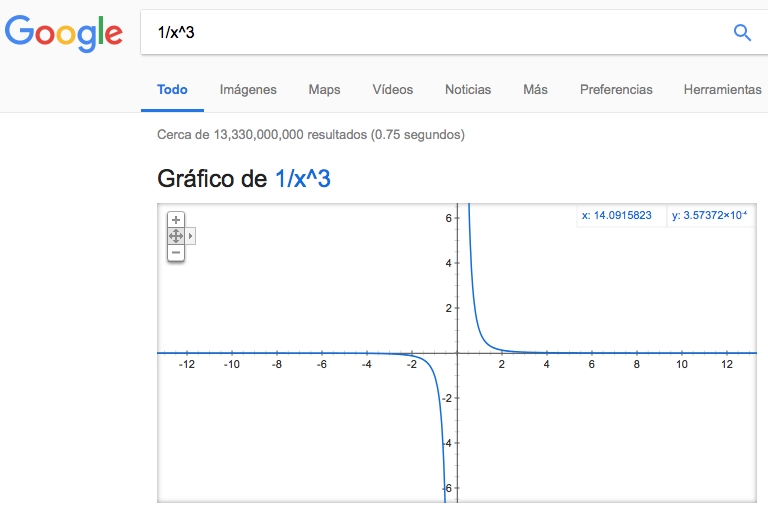 Google
1/x^3
Todo Imágenes Maps Vídeos Noticias Más Preferencias Herramientas
Cerca de 13,330,000,000 resultados (0.75 segundos)
Gráfico de 1/x^3
x: 14.0915823 y: 3.57372×10⁻⁴
6
4
2
-12 -10 -8 -6 -4 -2 2 4 6 8 10 12
-2
-4
-6